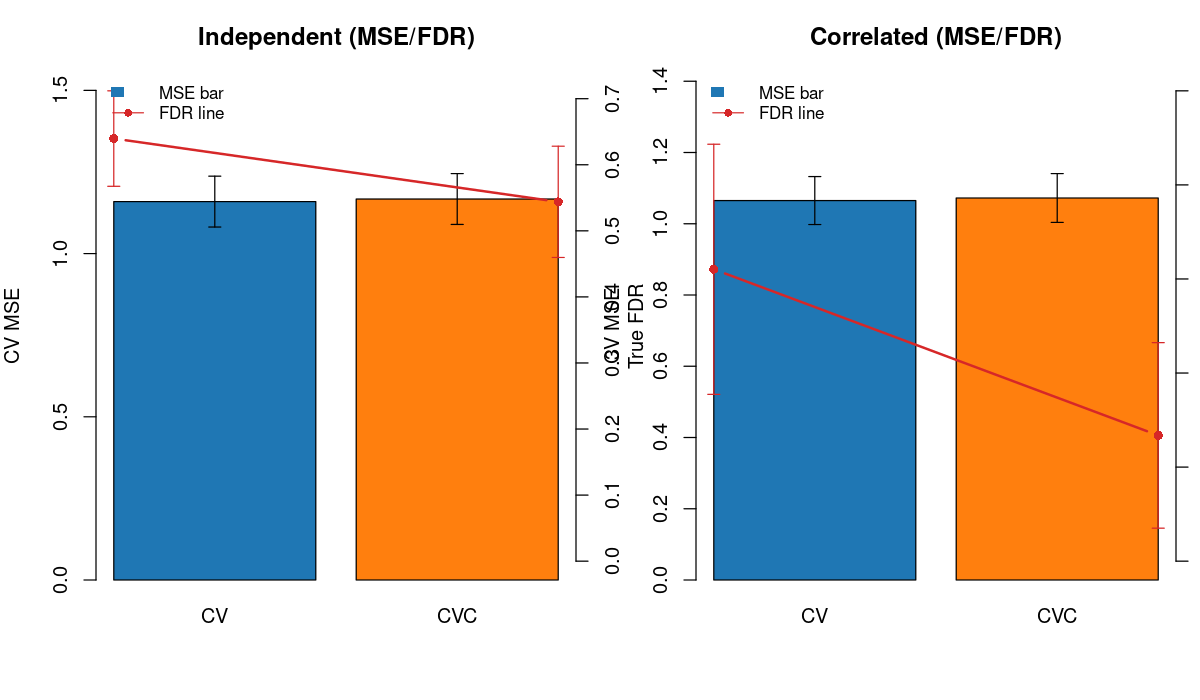 Independent (MSE/FDR)
MSE bar
FDR line
CV MSE
0.0
0.5
1.0
1.5
CV
CVC
0.0
0.1
0.2
0.3
0.4
0.5
0.6
0.7
True FDR
Correlated (MSE/FDR)
MSE bar
FDR line
CV MSE
0.0
0.2
0.4
0.6
0.8
1.0
1.2
1.4
CV
CVC